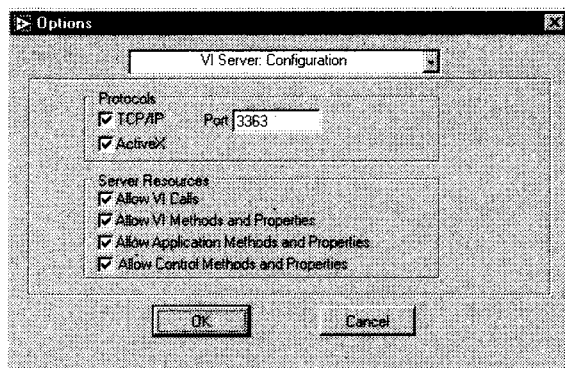 Options
VI Server: Configuration
Protocols
TCP/IP Port 3363
ActiveX
Server Resources
Allow VI Calls
Allow VI Methods and Properties
Allow Application Methods and Properties
Allow Control Methods and Properties
OK Cancel